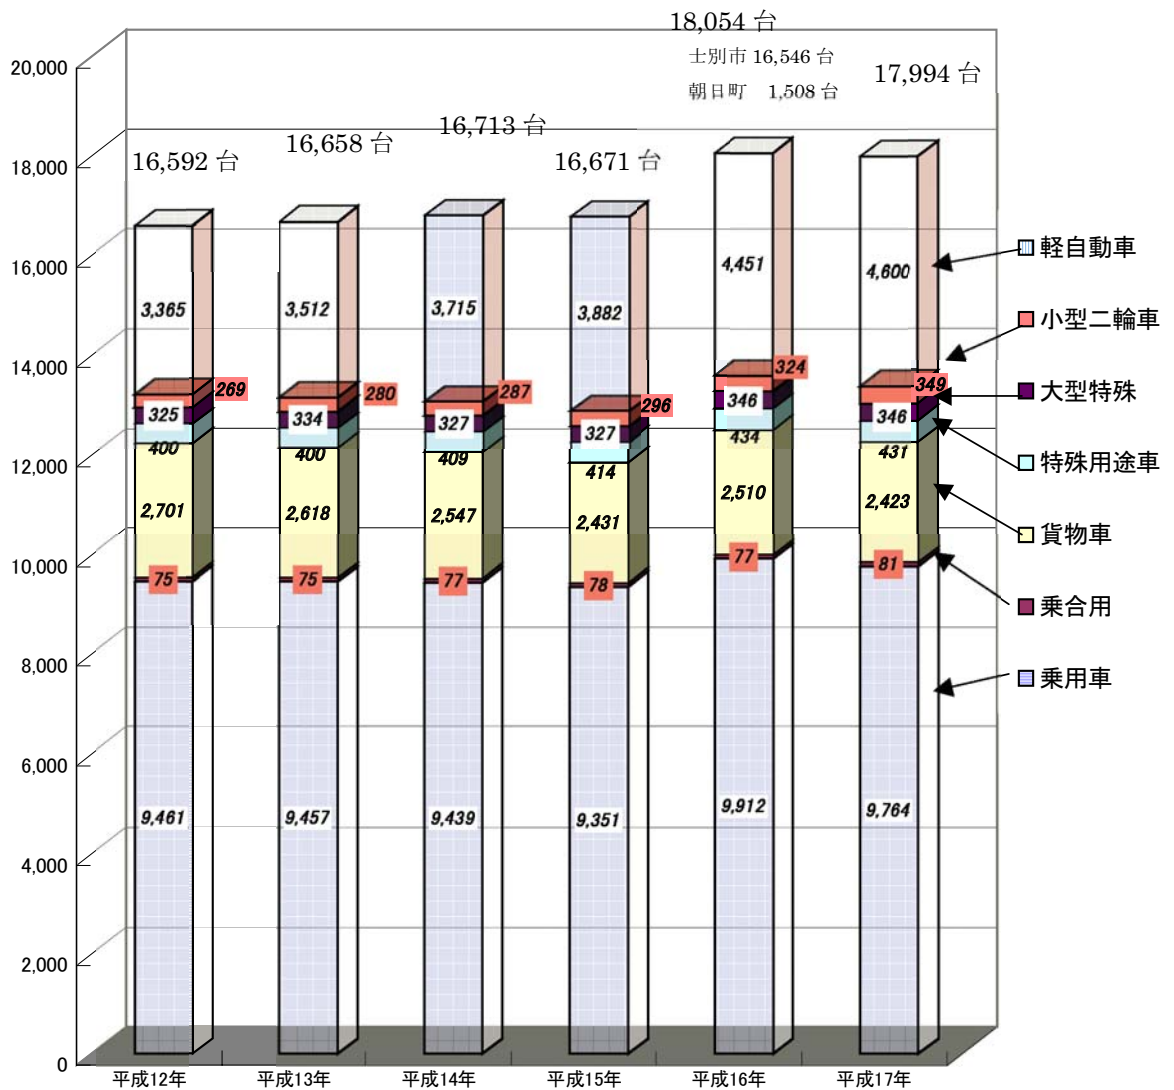 18,054 台
士別市 16,546 台
朝日町 1,508 台
17,994 台
16,713 台
16,658 台
16,592 台
16,671 台
20,000
18,000
16,000
14,000
12,000
10,000
8,000
6,000
4,000
2,000
0
3,365
3,512
3,715
3,882
4,451
4,600
269
280
287
296
324
349
325
334
327
327
346
346
400
400
409
414
434
431
2,701
2,618
2,547
2,431
2,510
2,423
75
75
77
78
77
81
9,461
9,457
9,439
9,351
9,912
9,764
平成12年
平成13年
平成14年
平成15年
平成16年
平成17年
軽自動車
小型二輪車
大型特殊
特殊用途車
貨物車
乗合用
乗用車